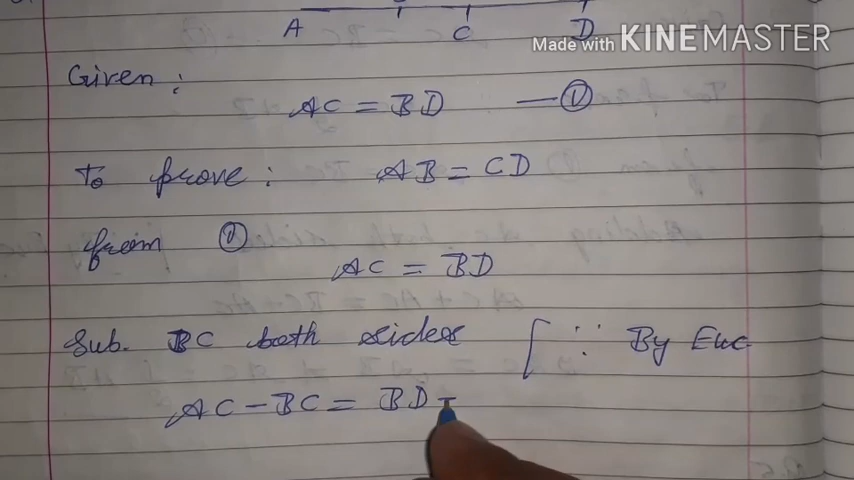 A C D
Made with KINEMASTER
Given :
AC = BD — ①
To prove : AB = CD
from ①
AC = BD
Sub. BC both sides [ ∵ By Euc
AC - BC = BD -